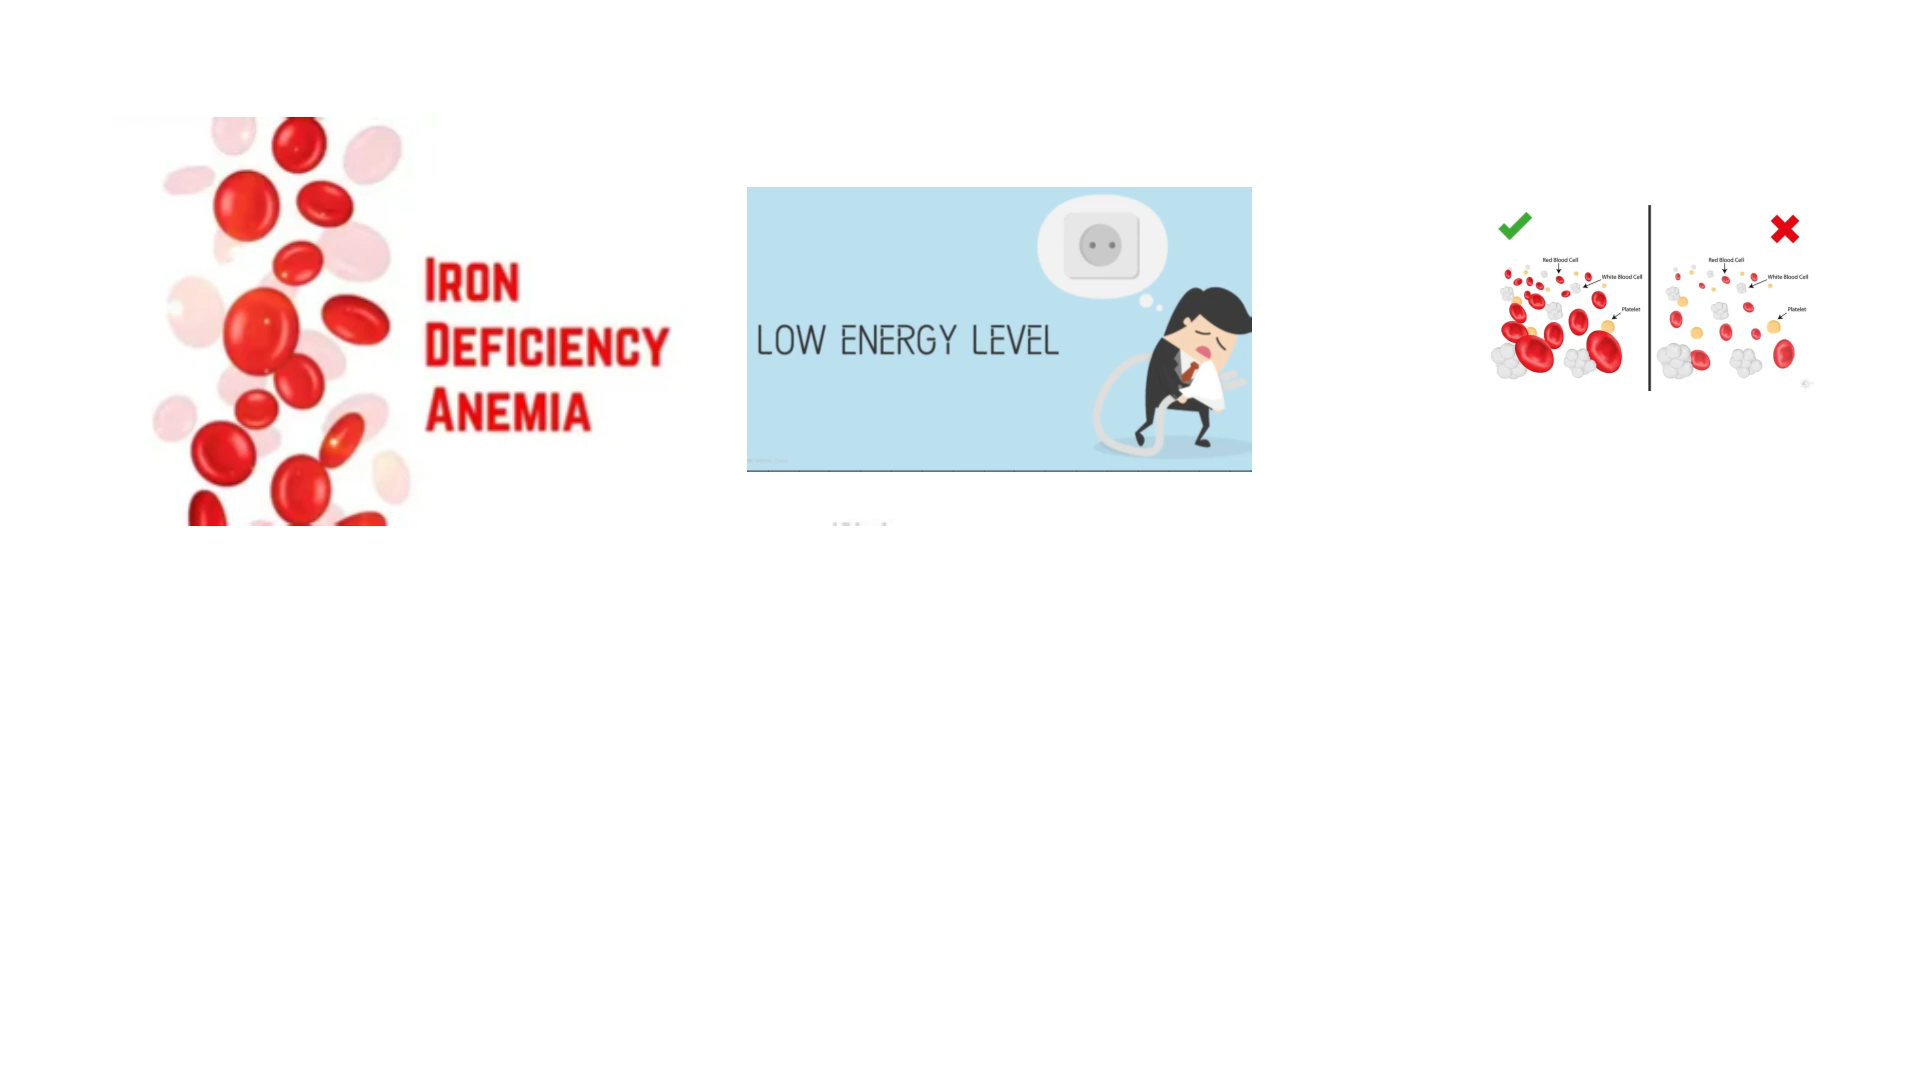 IRON
DEFICIENCY
ANEMIA
LOW ENERGY LEVEL
Red Blood Cell
White Blood Cell
Platelet
Red Blood Cell
White Blood Cell
Platelet